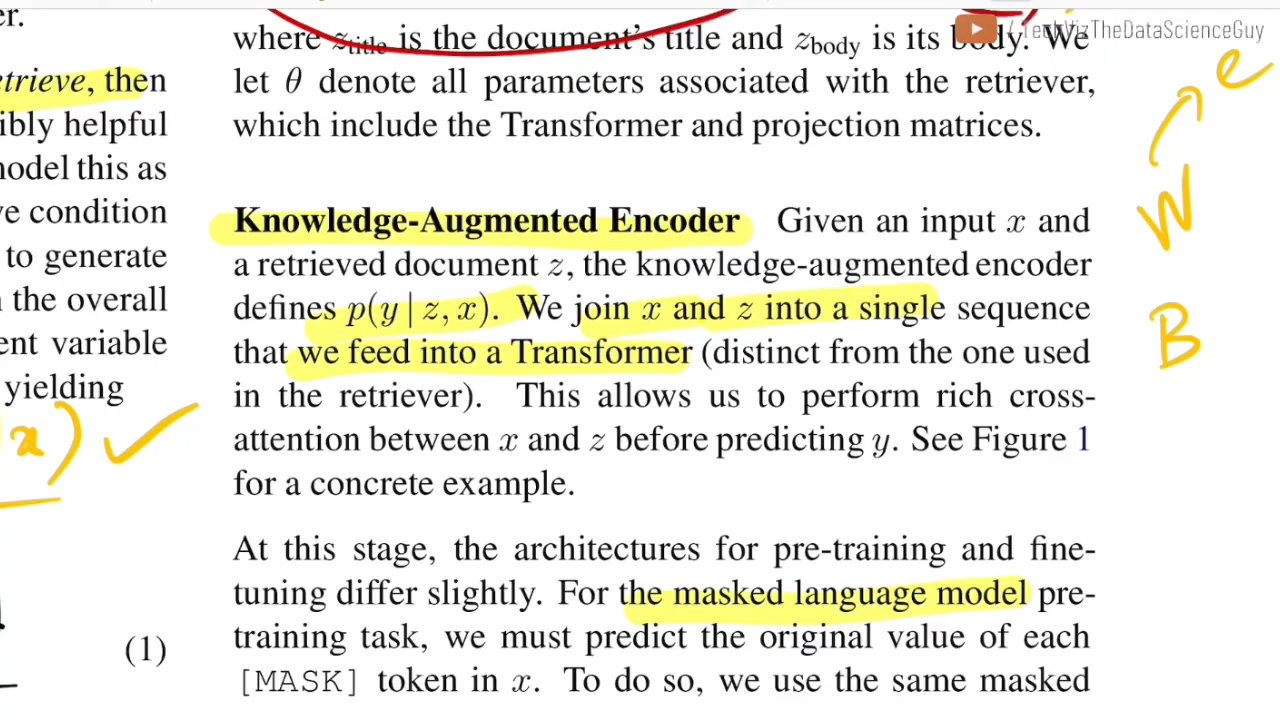 er.
etrieve, then
ibly helpful
nodel this as
ve condition
to generate
the overall
ent variable
yielding
x) ✓
(1)
where z_title is the document's title and z_body is its body. We
let θ denote all parameters associated with the retriever,
which include the Transformer and projection matrices.
Knowledge-Augmented Encoder Given an input x and
a retrieved document z, the knowledge-augmented encoder
defines p(y | z, x). We join x and z into a single sequence
that we feed into a Transformer (distinct from the one used
in the retriever). This allows us to perform rich cross-
attention between x and z before predicting y. See Figure 1
for a concrete example.
At this stage, the architectures for pre-training and fine-
tuning differ slightly. For the masked language model pre-
training task, we must predict the original value of each
[MASK] token in x. To do so, we use the same masked
/TechVizTheDataScienceGuy
e
W
B